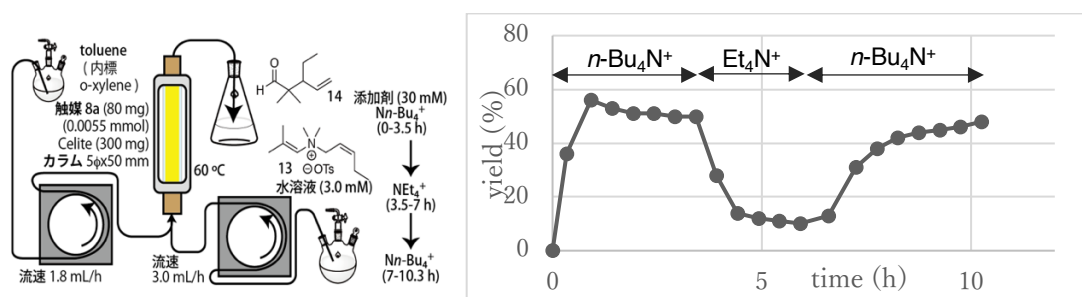 toluene
(内標
o-xylene)
触媒 8a (80 mg)
(0.0055 mmol)
Celite (300 mg)
カラム 5φx50 mm
60 ºC
流速 1.8 mL/h
流速
3.0 mL/h
O
H
14
N
⊕
13 ⊖OTs
水溶液 (3.0 mM)
添加剤 (30 mM)
Nn-Bu4+
(0-3.5 h)
NEt4+
(3.5-7 h)
Nn-Bu4+
(7-10.3 h)
yield (%)
80
60
40
20
0
n-Bu4N+
Et4N+
n-Bu4N+
0
5
10
time (h)